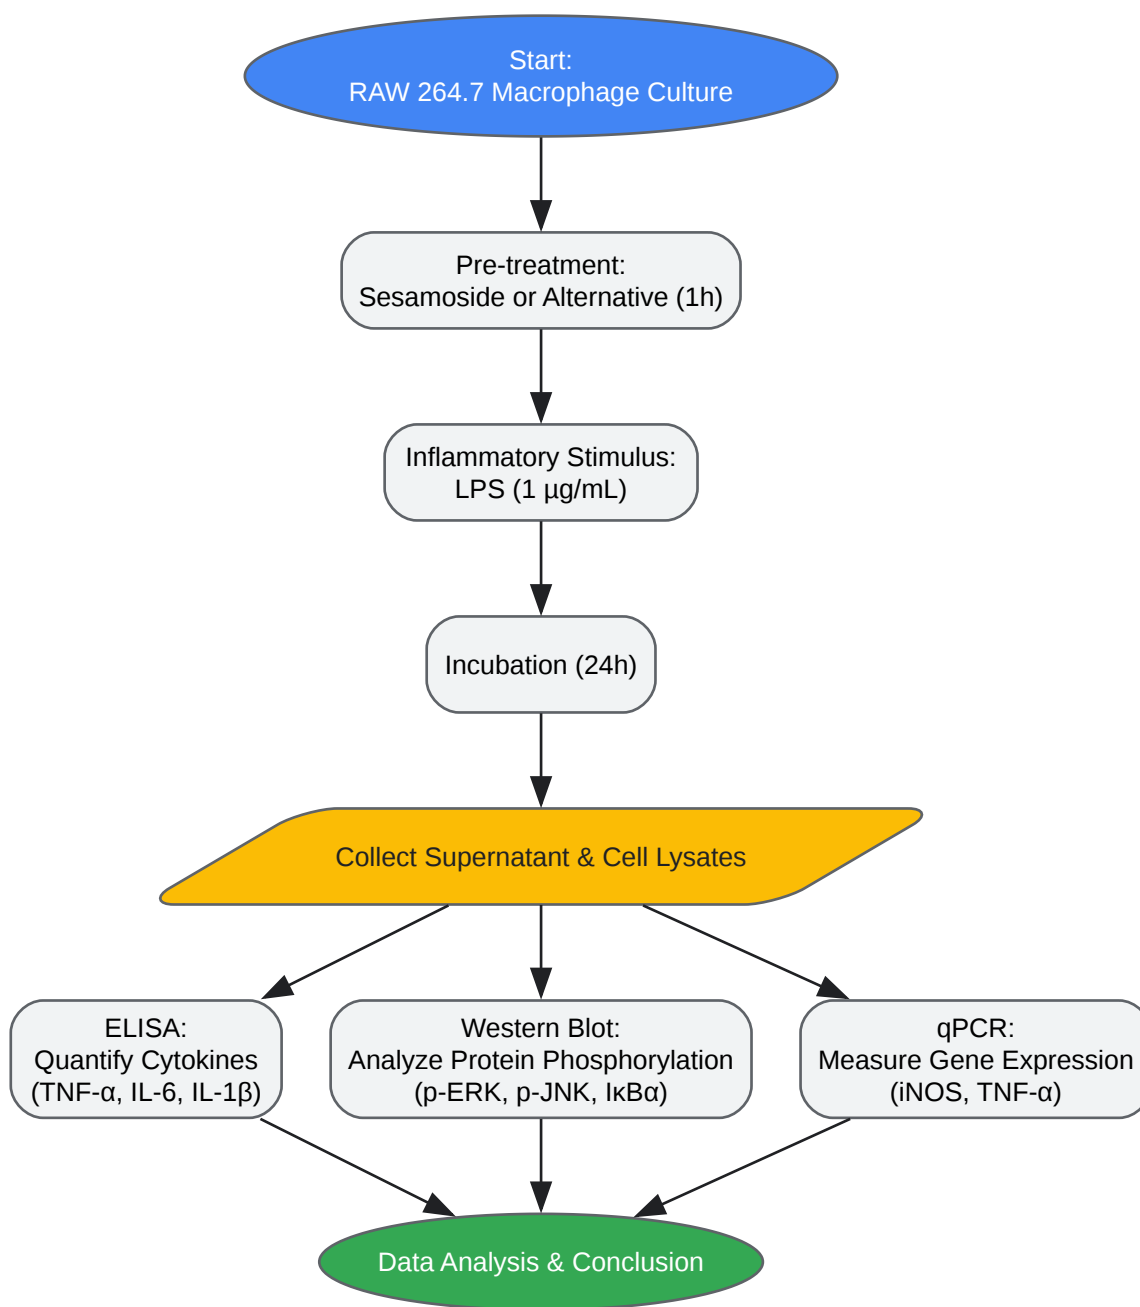 Start:
RAW 264.7 Macrophage Culture
Pre-treatment:
Sesamoside or Alternative (1h)
Inflammatory Stimulus:
LPS (1 µg/mL)
Incubation (24h)
Collect Supernatant & Cell Lysates
ELISA:
Quantify Cytokines
(TNF-α, IL-6, IL-1β)
Western Blot:
Analyze Protein Phosphorylation
(p-ERK, p-JNK, IκBα)
qPCR:
Measure Gene Expression
(iNOS, TNF-α)
Data Analysis & Conclusion